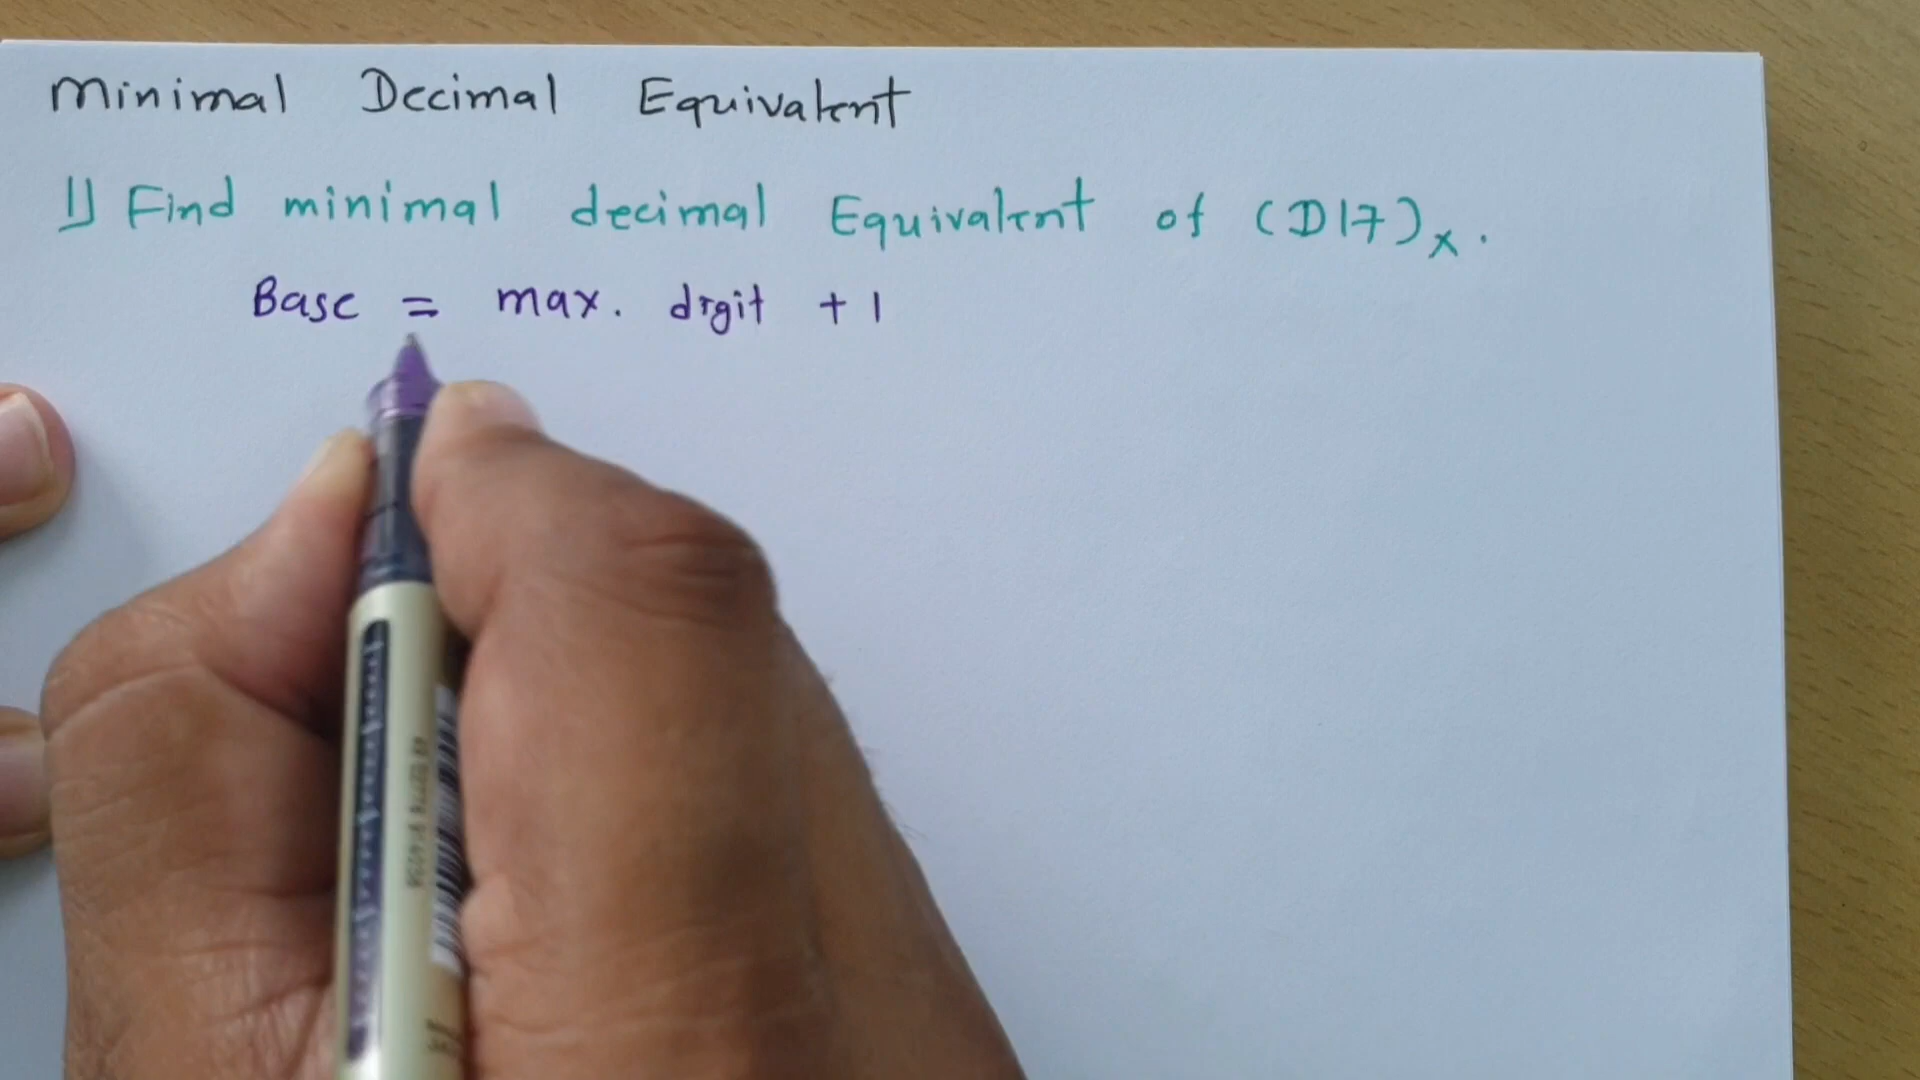 Minimal Decimal Equivalent
1) Find minimal decimal Equivalent of (D17)x.
Base = max. digit + 1